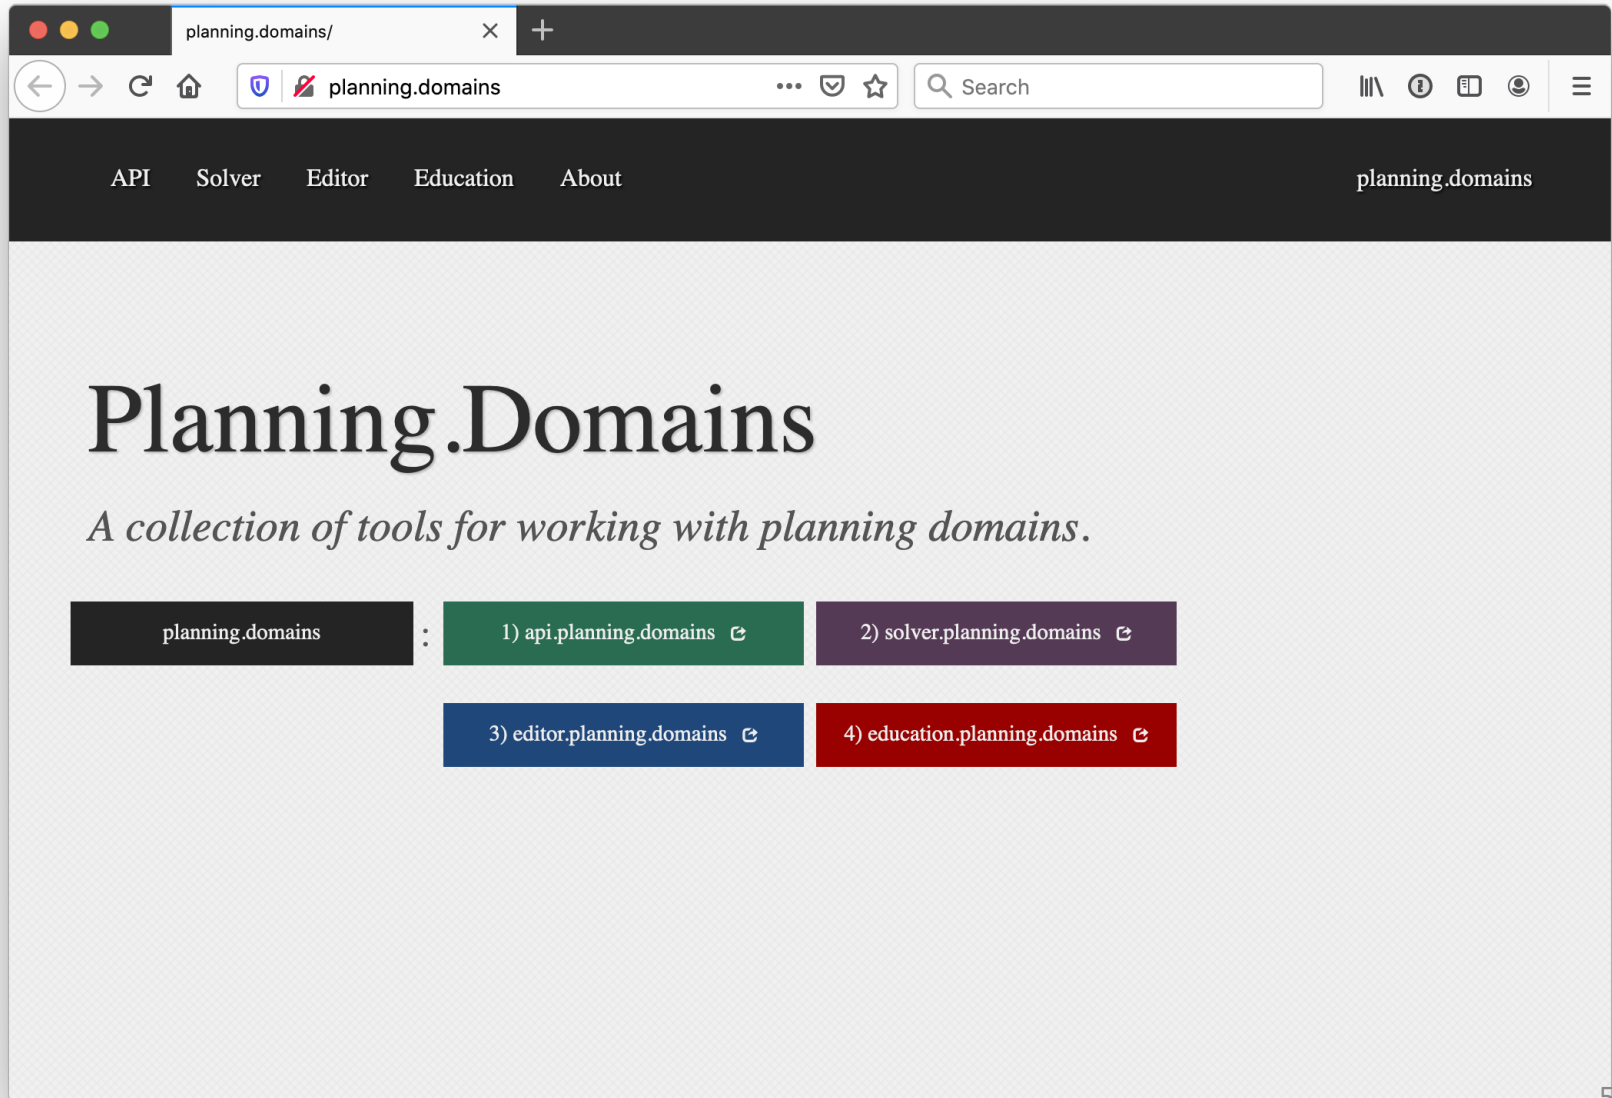 planning.domains/
planning.domains
Search
API Solver Editor Education About planning.domains
Planning.Domains
A collection of tools for working with planning domains.
planning.domains : 1) api.planning.domains 2) solver.planning.domains
3) editor.planning.domains 4) education.planning.domains